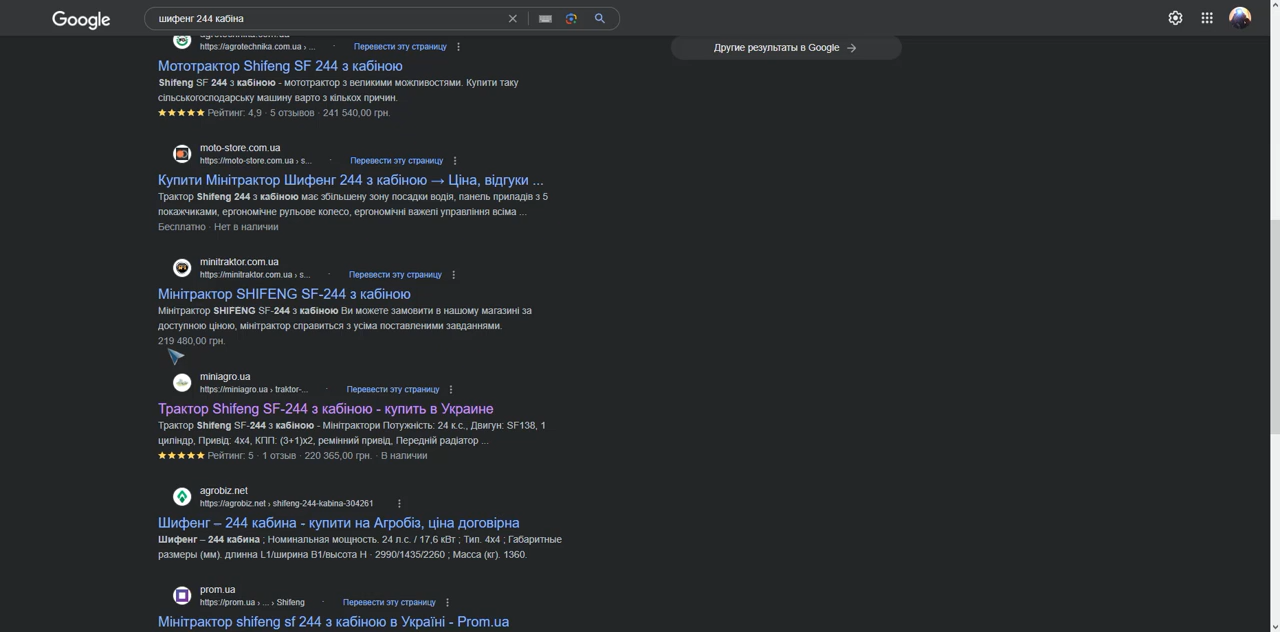 Google
шифенг 244 кабіна
agrotechnika.com.ua
https://agrotechnika.com.ua › ... · Перевести эту страницу
Другие результаты в Google →
Мототрактор Shifeng SF 244 з кабіною
Shifeng SF 244 з кабіною - мототрактор з великими можливостями. Купити таку
сільськогосподарську машину варто з кількох причин.
★★★★★ Рейтинг: 4,9 · 5 отзывов · 241 540,00 грн.
moto-store.com.ua
https://moto-store.com.ua › s... · Перевести эту страницу
Купити Мінітрактор Шифенг 244 з кабіною → Ціна, відгуки ...
Трактор Shifeng 244 з кабіною має збільшену зону посадки водія, панель приладів з 5
покажчиками, ергономічне рульове колесо, ергономічні важелі управління всіма ...
Бесплатно · Нет в наличии
minitraktor.com.ua
https://minitraktor.com.ua › s... · Перевести эту страницу
Мінітрактор SHIFENG SF-244 з кабіною
Мінітрактор SHIFENG SF-244 з кабіною Ви можете замовити в нашому магазині за
доступною ціною, мінітрактор справиться з усіма поставленими завданнями.
219 480,00 грн.
miniagro.ua
https://miniagro.ua › traktor-... · Перевести эту страницу
Трактор Shifeng SF-244 з кабіною - купить в Украине
Трактор Shifeng SF-244 з кабіною - Мінітрактори Потужність: 24 к.с., Двигун: SF138, 1
циліндр, Привід: 4х4, КПП: (3+1)х2, ремінний привід, Передній радіатор ...
★★★★★ Рейтинг: 5 · 1 отзыв · 220 365,00 грн. · В наличии
agrobiz.net
https://agrobiz.net › shifeng-244-kabina-304261
Шифенг – 244 кабина - купити на Агробіз, ціна договірна
Шифенг – 244 кабина ; Номинальная мощность. 24 л.с. / 17,6 кВт ; Тип. 4х4 ; Габаритные
размеры (мм). длинна L1/ширина B1/высота H · 2990/1435/2260 ; Масса (кг). 1360.
prom.ua
https://prom.ua › ... › Shifeng · Перевести эту страницу
Мінітрактор shifeng sf 244 з кабіною в Україні - Prom.ua